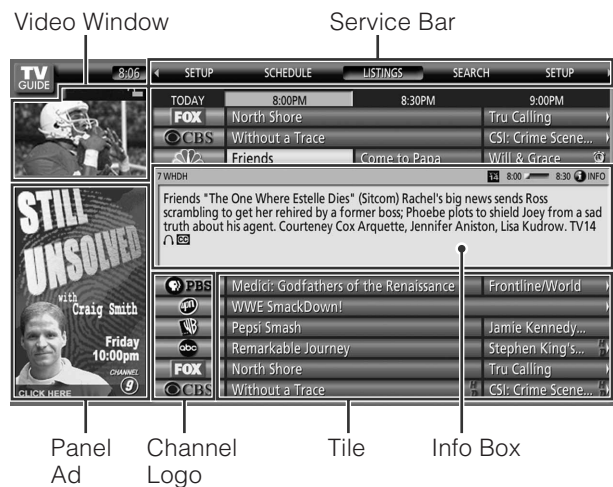 Video Window
Service Bar
TV GUIDE
8:06
SETUP SCHEDULE LISTINGS SEARCH SETUP
TODAY 8:00PM 8:30PM 9:00PM
FOX North Shore Tru Calling
CBS Without a Trace CSI: Crime Scene...
Friends Come to Papa Will & Grace
7 WHDH 14 8:00 8:30 i INFO
Friends "The One Where Estelle Dies" (Sitcom) Rachel's big news sends Ross
scrambling to get her rehired by a former boss; Phoebe plots to shield Joey from a sad
truth about his agent. Courteney Cox Arquette, Jennifer Aniston, Lisa Kudrow. TV14
CC
STILL
UNSOLVED
with
Craig Smith
Friday
10:00pm
CHANNEL
9
CLICK HERE
PBS Medici: Godfathers of the Renaissance Frontline/World
upn WWE SmackDown!
WB Pepsi Smash Jamie Kennedy...
abc Remarkable Journey Stephen King's...
FOX North Shore Tru Calling
CBS Without a Trace CSI: Crime Scene...
Panel
Ad
Channel
Logo
Tile
Info Box